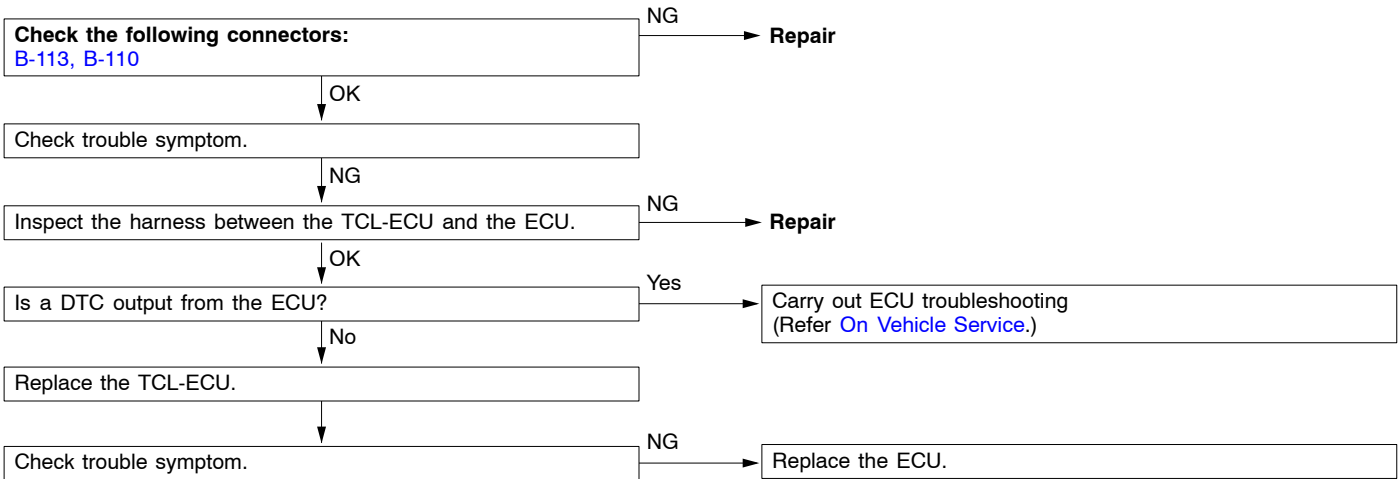 NG
Check the following connectors:
B-113, B-110
Repair
OK
Check trouble symptom.
NG
Inspect the harness between the TCL-ECU and the ECU.
NG
Repair
OK
Is a DTC output from the ECU?
Yes
Carry out ECU troubleshooting
(Refer On Vehicle Service.)
No
Replace the TCL-ECU.
Check trouble symptom.
NG
Replace the ECU.